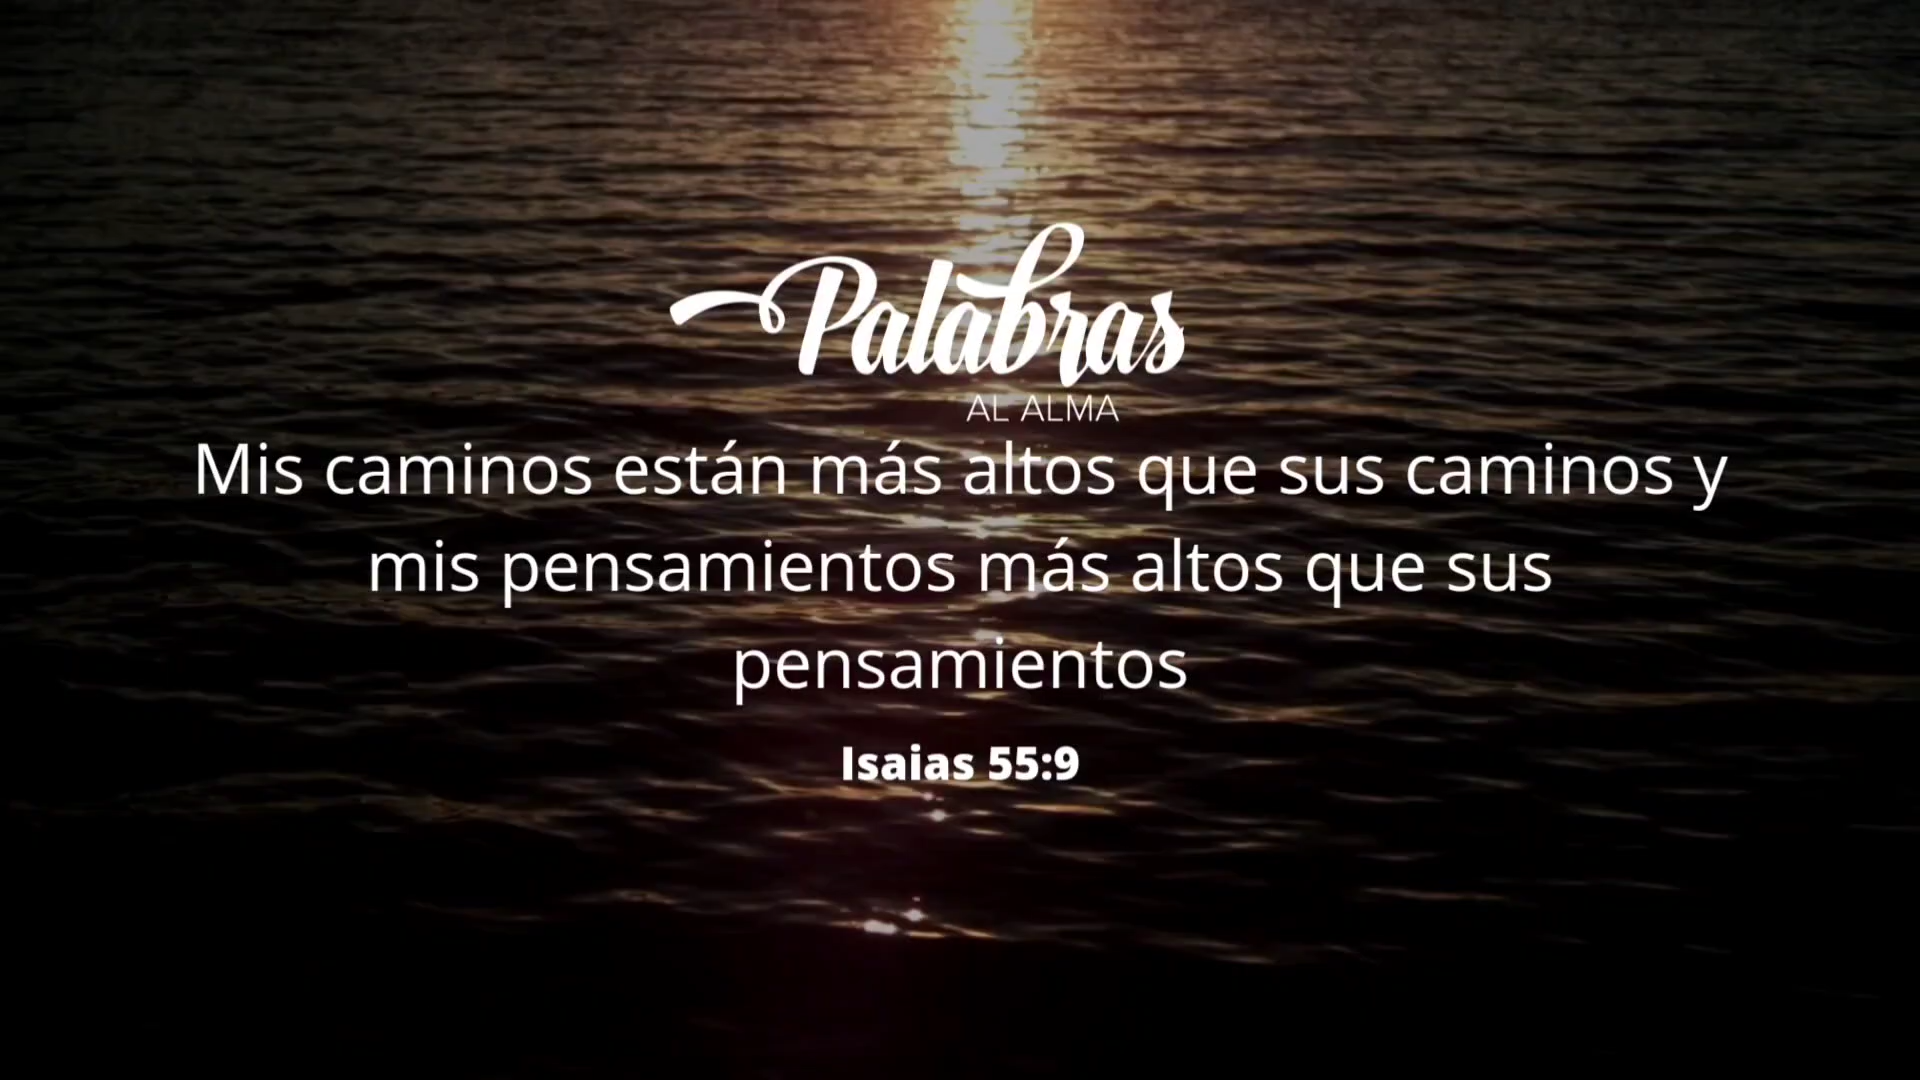 Palabras
AL ALMA
Mis caminos están más altos que sus caminos y
mis pensamientos más altos que sus
pensamientos
Isaias 55:9